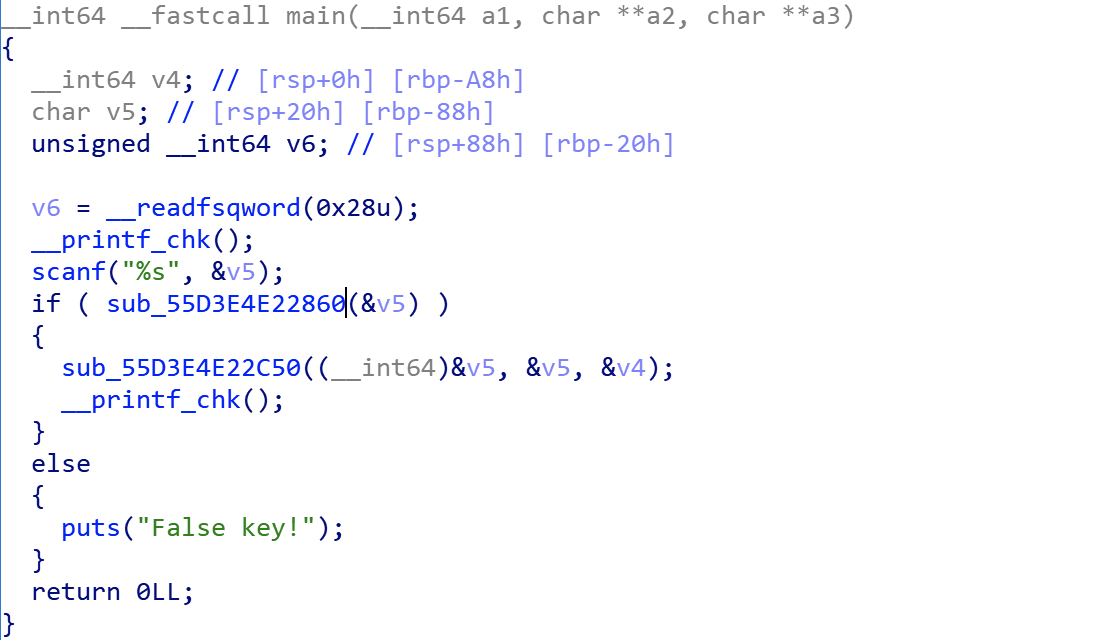 __int64 __fastcall main(__int64 a1, char **a2, char **a3)
{
  __int64 v4; // [rsp+0h] [rbp-A8h]
  char v5; // [rsp+20h] [rbp-88h]
  unsigned __int64 v6; // [rsp+88h] [rbp-20h]

  v6 = __readfsqword(0x28u);
  __printf_chk();
  scanf("%s", &v5);
  if ( sub_55D3E4E22860(&v5) )
  {
    sub_55D3E4E22C50((__int64)&v5, &v5, &v4);
    __printf_chk();
  }
  else
  {
    puts("False key!");
  }
  return 0LL;
}